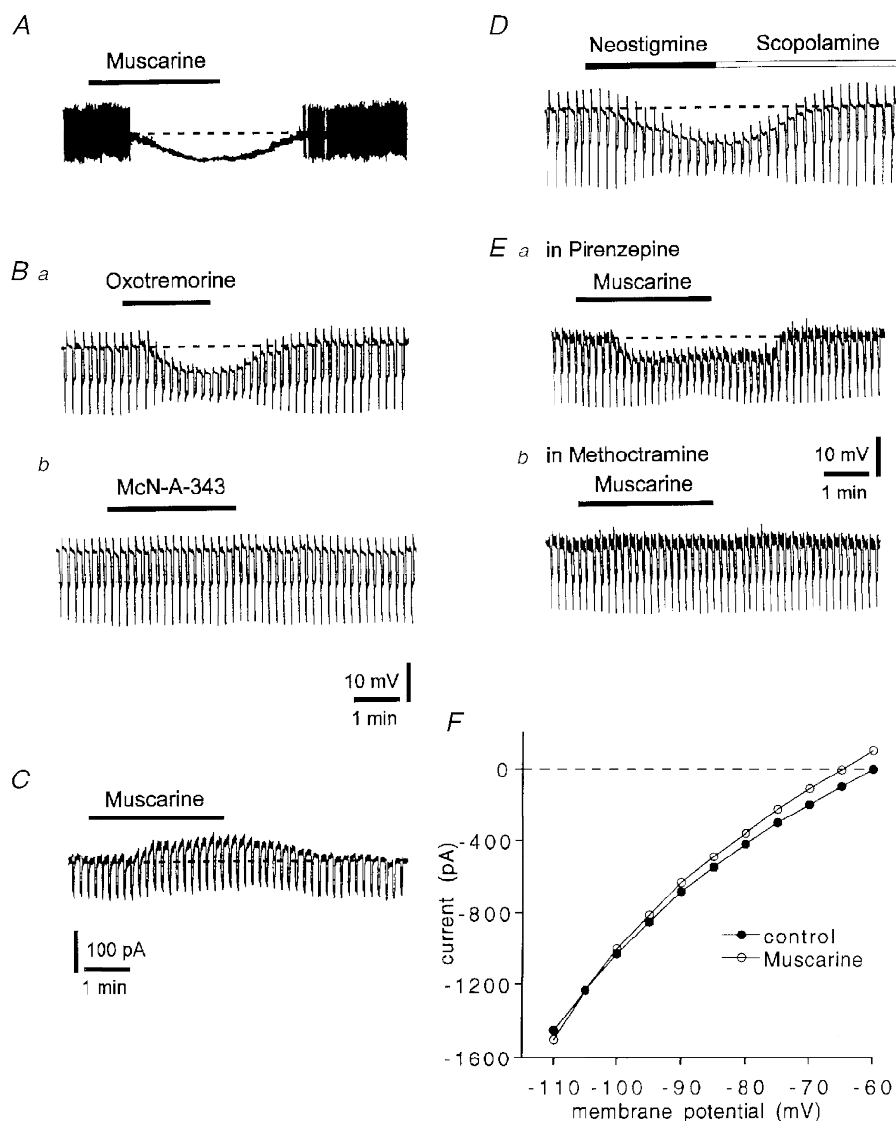 A
Muscarine
B a
Oxotremorine
b
McN-A-343
10 mV
1 min
C
Muscarine
100 pA
1 min
D
Neostigmine Scopolamine
E a in Pirenzepine
Muscarine
b in Methoctramine
Muscarine
10 mV
1 min
F
0
-400
-800
-1200
-1600
current (pA)
control
Muscarine
-110 -100 -90 -80 -70 -60
membrane potential (mV)